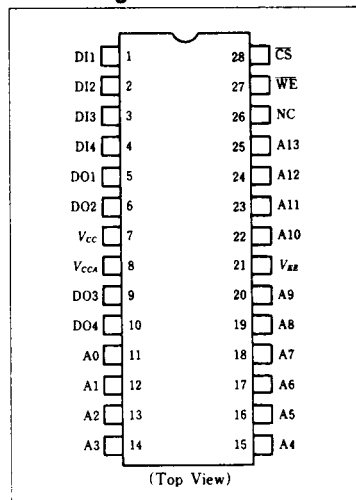 DI1 1 28 C̅S̅
DI2 2 27 W̅E̅
DI3 3 26 NC
DI4 4 25 A13
DO1 5 24 A12
DO2 6 23 A11
VCC 7 22 A10
VCCA 8 21 VEE
DO3 9 20 A9
DO4 10 19 A8
A0 11 18 A7
A1 12 17 A6
A2 13 16 A5
A3 14 15 A4
(Top View)